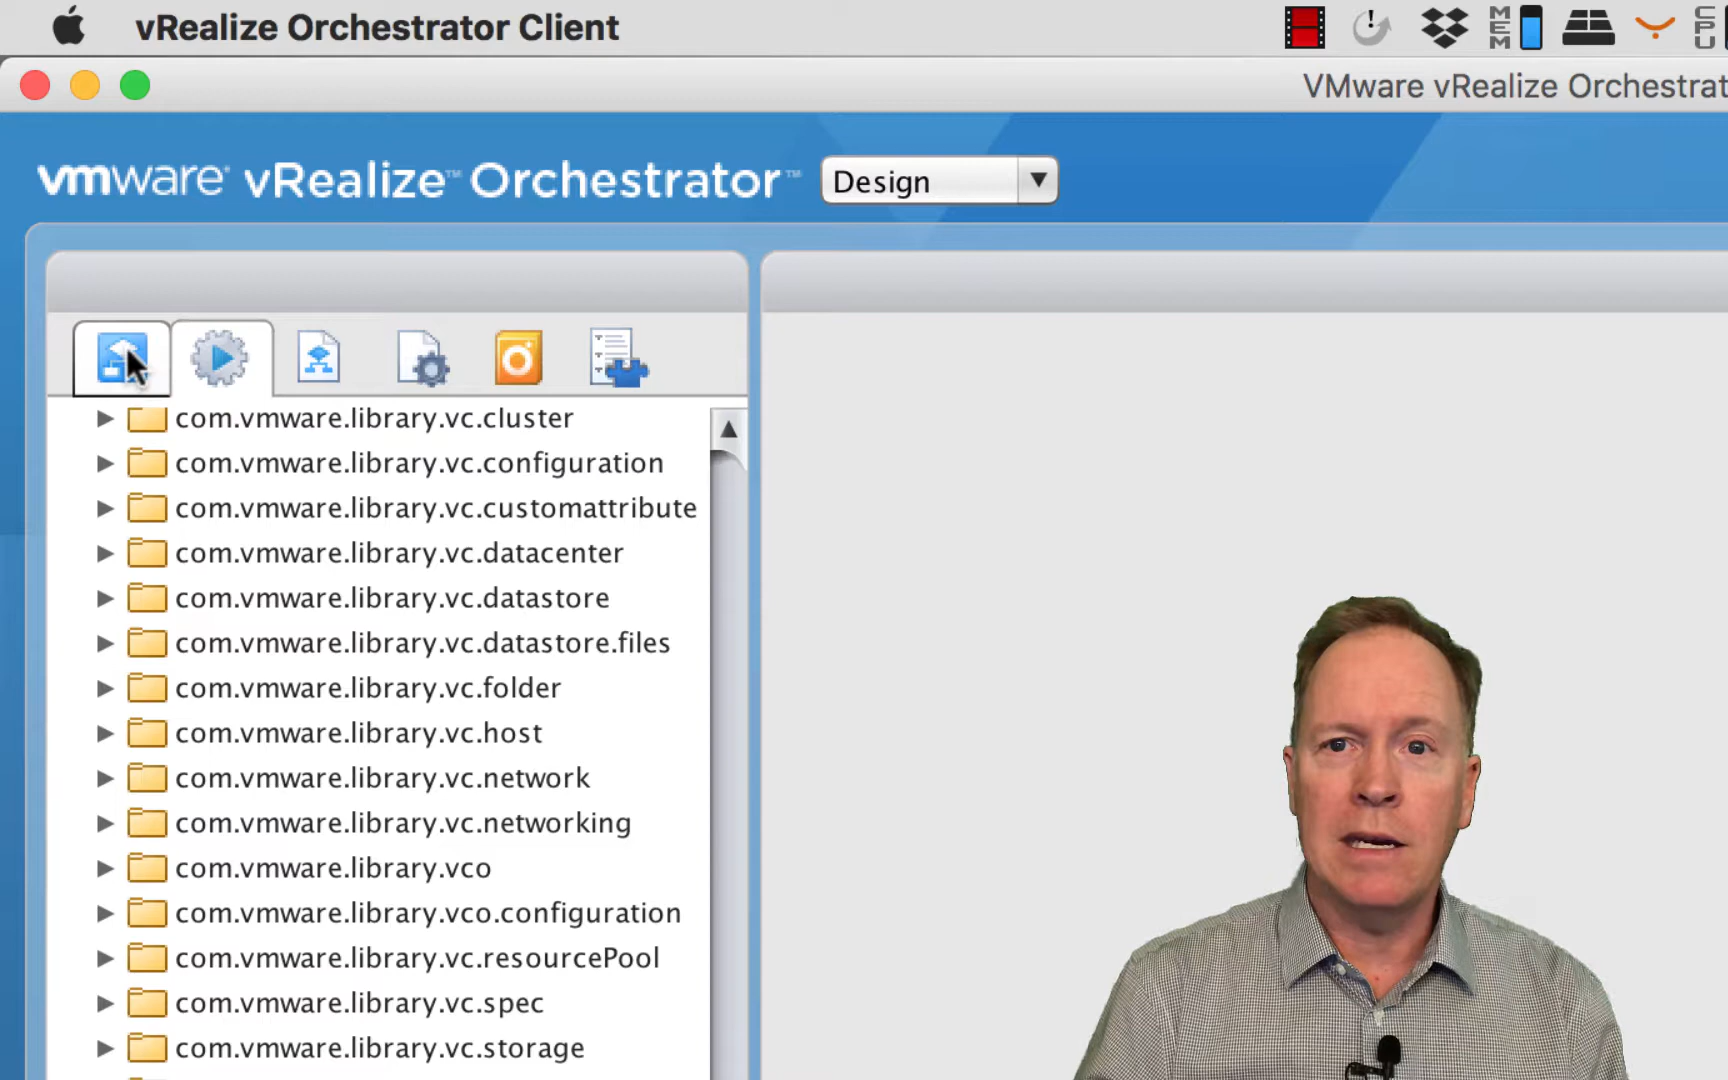 vRealize Orchestrator Client
MEM
CPU
VMware vRealize Orchestrat
vmware® vRealize™ Orchestrator™
Design
com.vmware.library.vc.cluster
com.vmware.library.vc.configuration
com.vmware.library.vc.customattribute
com.vmware.library.vc.datacenter
com.vmware.library.vc.datastore
com.vmware.library.vc.datastore.files
com.vmware.library.vc.folder
com.vmware.library.vc.host
com.vmware.library.vc.network
com.vmware.library.vc.networking
com.vmware.library.vco
com.vmware.library.vco.configuration
com.vmware.library.vc.resourcePool
com.vmware.library.vc.spec
com.vmware.library.vc.storage